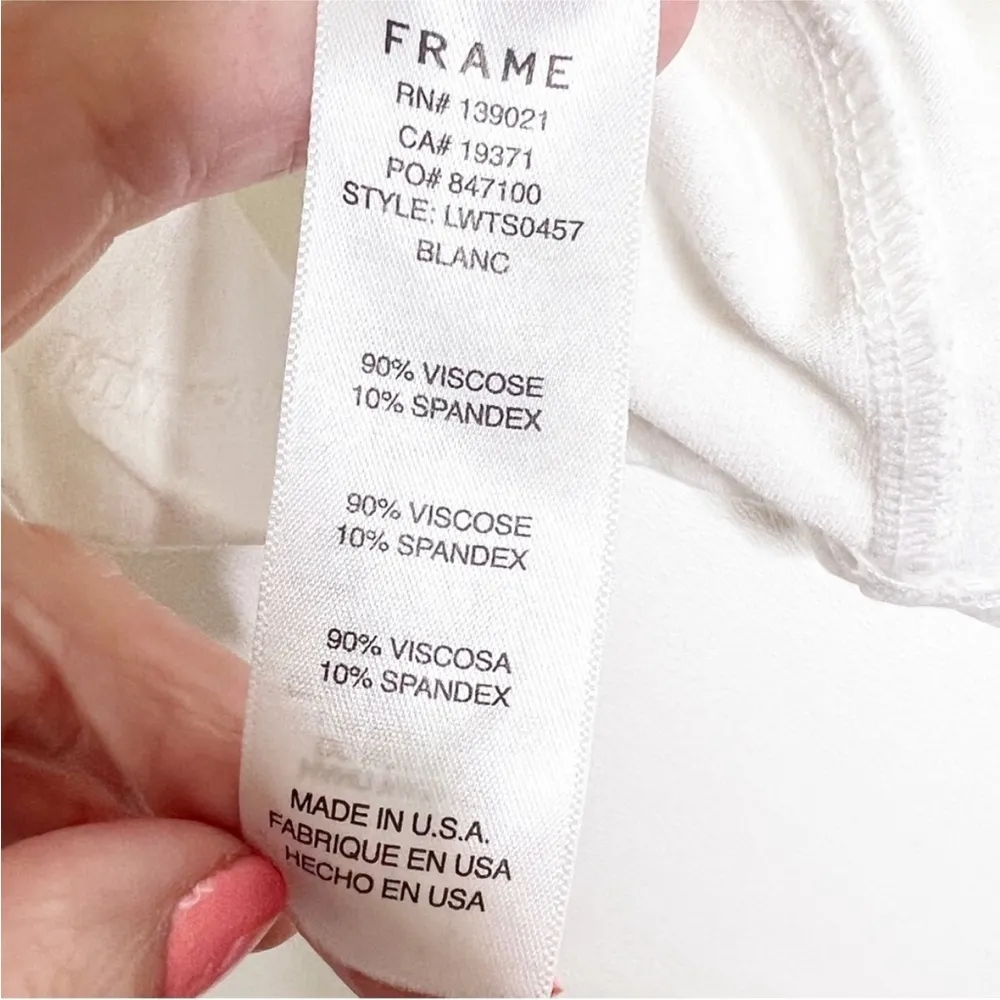 FRAME
RN# 139021
CA# 19371
PO# 847100
STYLE: LWTS0457
BLANC
90% VISCOSE
10% SPANDEX
90% VISCOSE
10% SPANDEX
90% VISCOSA
10% SPANDEX
MADE IN U.S.A.
FABRIQUE EN USA
HECHO EN USA